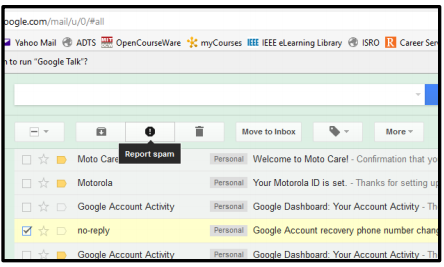 oogle.com/mail/u/0/#all
Yahoo Mail ADTS OpenCourseWare myCourses IEEE IEEE eLearning Library ISRO R Career Serv
n to run "Google Talk"?
Move to Inbox More
Report spam
Moto Care Personal Welcome to Moto Care! - Confirmation that yo
Motorola Personal Your Motorola ID is set. - Thanks for setting up
Google Account Activity Personal Google Dashboard: Your Account Activity - Th
no-reply Personal Google Account recovery phone number chang
Google Account Activity Personal Google Dashboard: Your Account Activity - Th